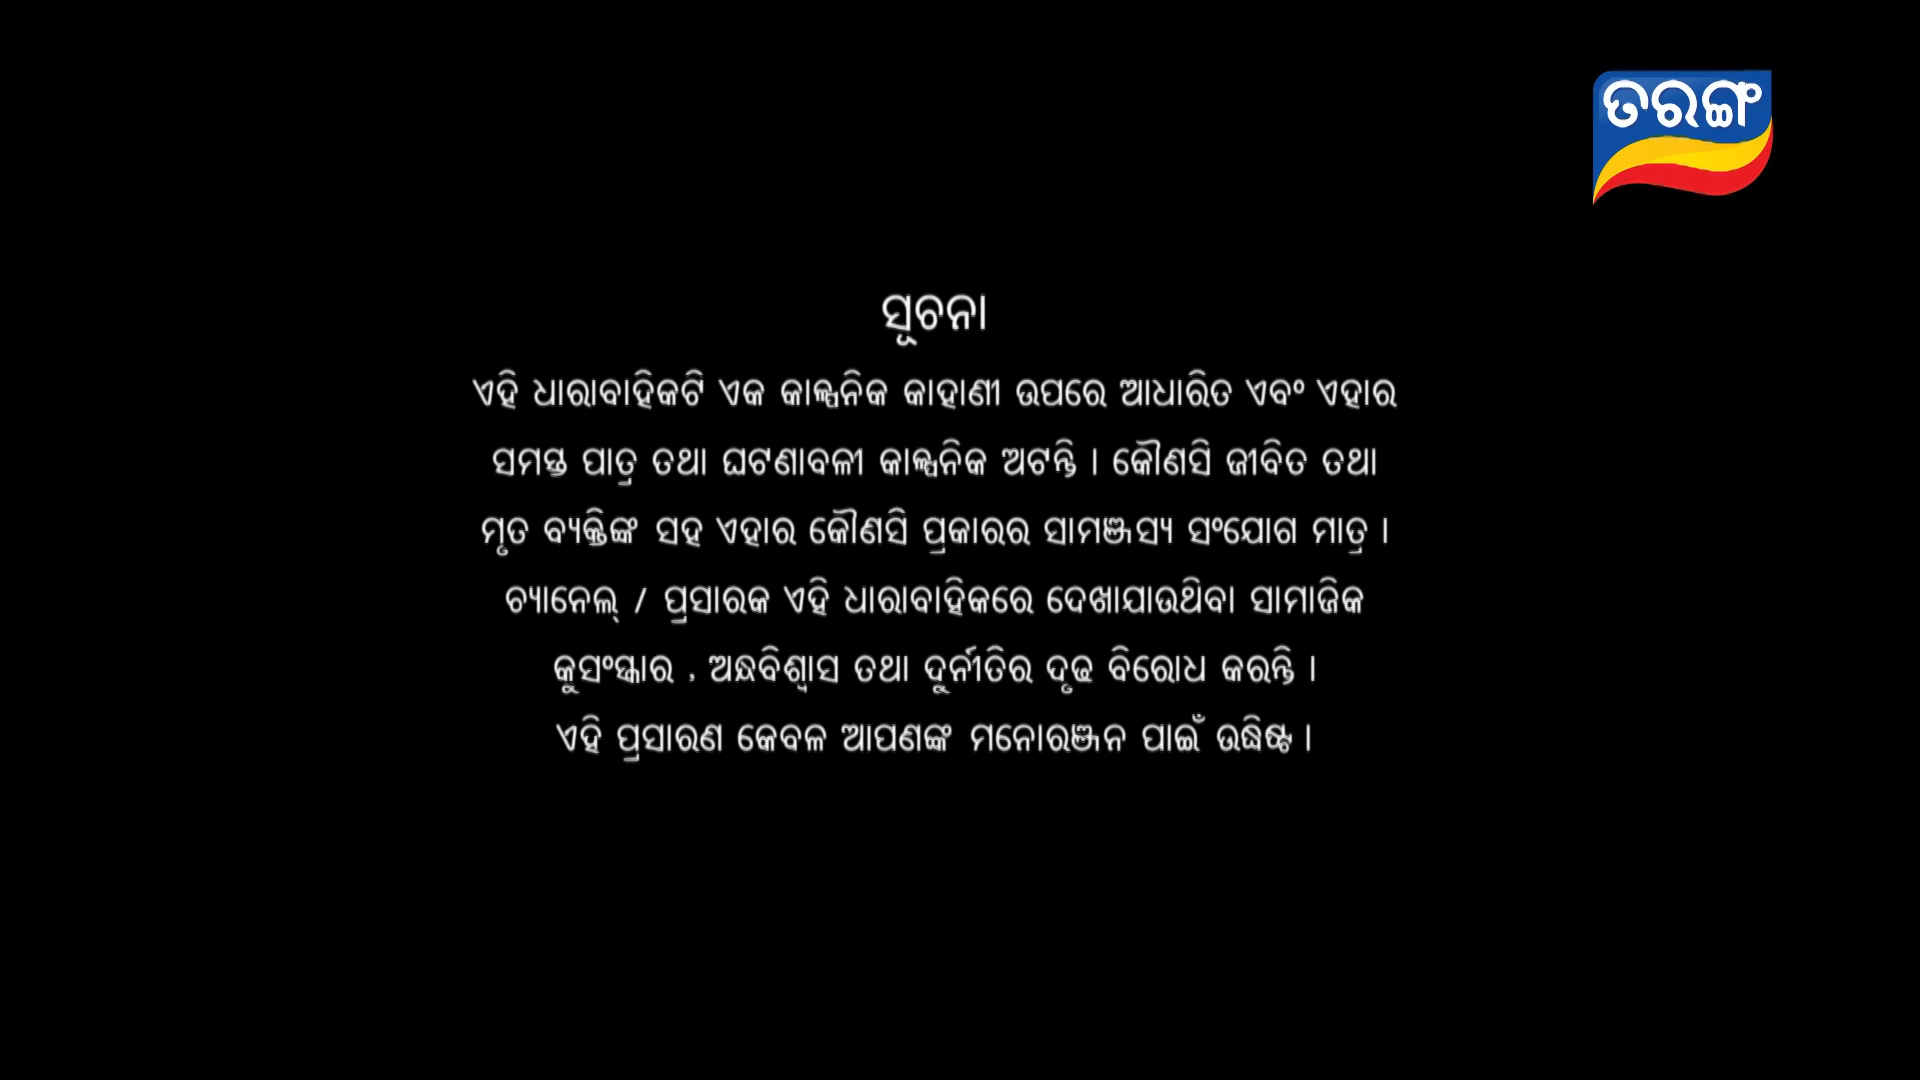 ତରଙ୍ଗ
ସୂଚନା
ଏହି ଧାରାବାହିକଟି ଏକ କାଳ୍ପନିକ କାହାଣୀ ଉପରେ ଆଧାରିତ ଏବଂ ଏହାର
ସମସ୍ତ ପାତ୍ର ତଥା ଘଟଣାବଳୀ କାଳ୍ପନିକ ଅଟନ୍ତି । କୌଣସି ଜୀବିତ ତଥା
ମୃତ ବ୍ୟକ୍ତିଙ୍କ ସହ ଏହାର କୌଣସି ପ୍ରକାରର ସାମଞ୍ଜସ୍ୟ ସଂଯୋଗ ମାତ୍ର ।
ଚ୍ୟାନେଲ୍ / ପ୍ରସାରକ ଏହି ଧାରାବାହିକରେ ଦେଖାଯାଉଥିବା ସାମାଜିକ
କୁସଂସ୍କାର , ଅନ୍ଧବିଶ୍ୱାସ ତଥା ଦୁର୍ନୀତିର ଦୃଢ ବିରୋଧ କରନ୍ତି ।
ଏହି ପ୍ରସାରଣ କେବଳ ଆପଣଙ୍କ ମନୋରଞ୍ଜନ ପାଇଁ ଉଦ୍ଧିଷ୍ଟ ।